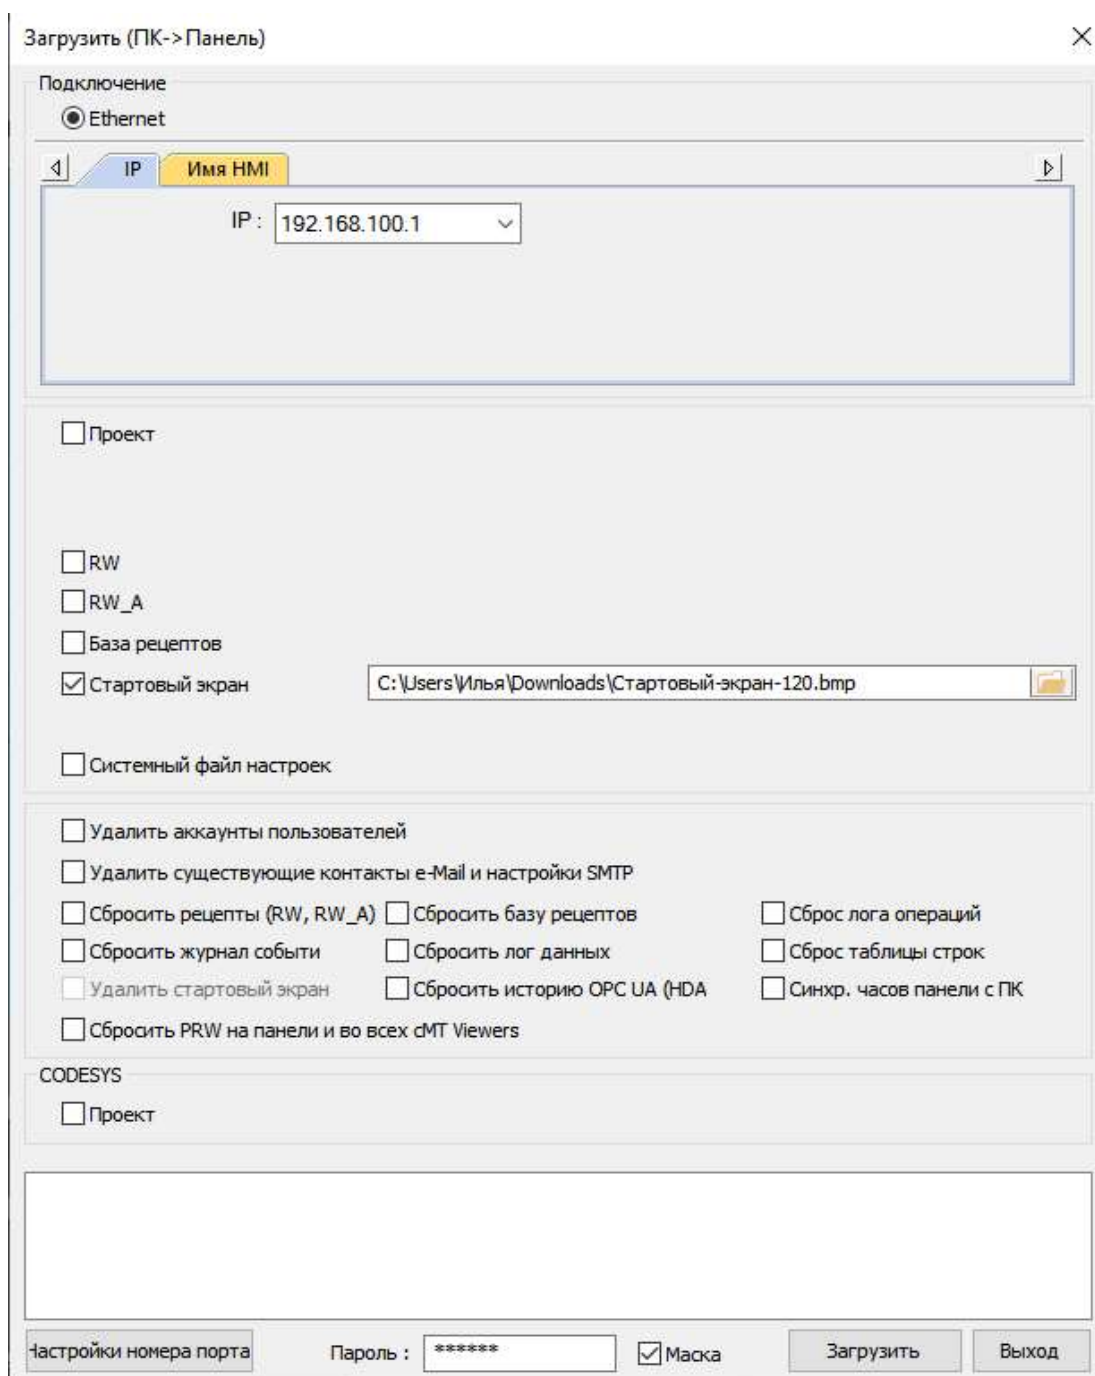 Загрузить (ПК->Панель)
Подключение
Ethernet
IP Имя HMI
IP : 192.168.100.1
Проект
RW
RW_A
База рецептов
Стартовый экран C:\Users\Илья\Downloads\Стартовый-экран-120.bmp
Системный файл настроек
Удалить аккаунты пользователей
Удалить существующие контакты e-Mail и настройки SMTP
Сбросить рецепты (RW, RW_A) Сбросить базу рецептов Сброс лога операций
Сбросить журнал событи Сбросить лог данных Сброс таблицы строк
Удалить стартовый экран Сбросить историю OPC UA (HDA Синхр. часов панели с ПК
Сбросить PRW на панели и во всех cMT Viewers
CODESYS
Проект
Настройки номера порта Пароль : ****** Маска Загрузить Выход